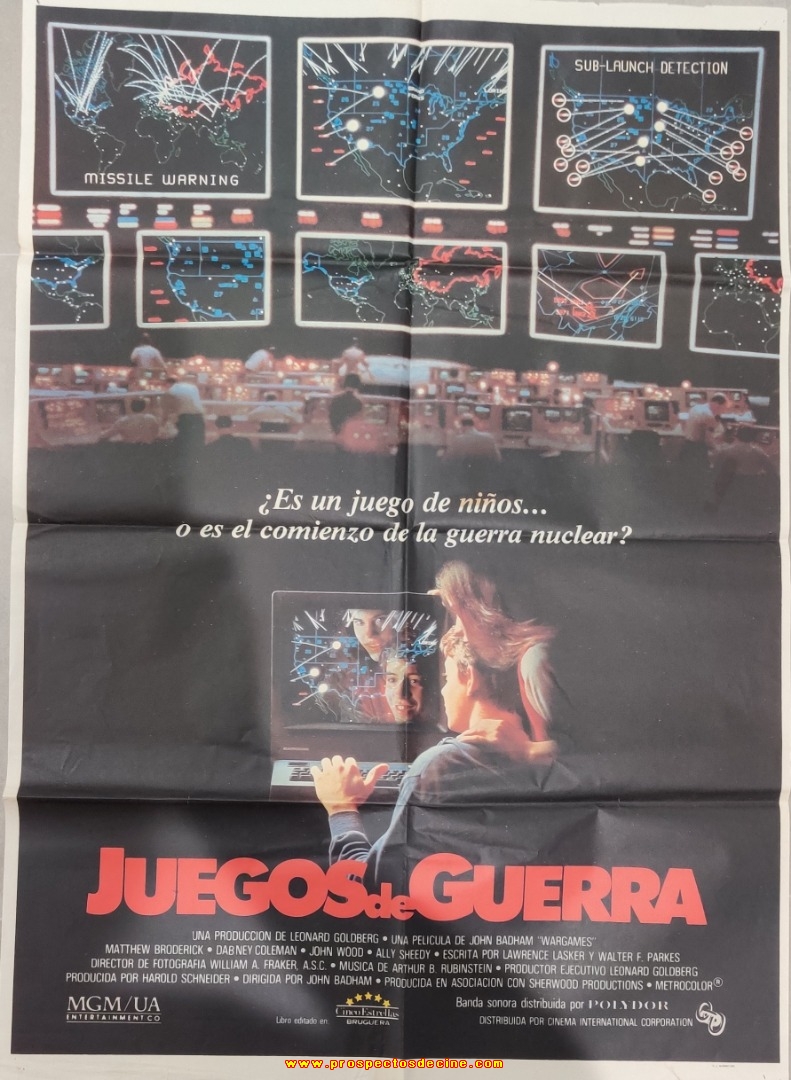 SUB-LAUNCH DETECTION
MISSILE WARNING
¿Es un juego de niños...
o es el comienzo de la guerra nuclear?
JUEGOS de GUERRA
UNA PRODUCCION DE LEONARD GOLDBERG • UNA PELICULA DE JOHN BADHAM "WARGAMES"
MATTHEW BRODERICK • DABNEY COLEMAN • JOHN WOOD • ALLY SHEEDY • ESCRITA POR LAWRENCE LASKER Y WALTER F. PARKES
DIRECTOR DE FOTOGRAFIA WILLIAM A. FRAKER, A.S.C. • MUSICA DE ARTHUR B. RUBINSTEIN • PRODUCTOR EJECUTIVO LEONARD GOLDBERG
PRODUCIDA POR HAROLD SCHNEIDER • DIRIGIDA POR JOHN BADHAM • PRODUCIDA EN ASOCIACION CON SHERWOOD PRODUCTIONS • METROCOLOR®
MGM/UA
ENTERTAINMENT CO
Libro editado en
Cinco Estrellas
BRUGUERA
Banda sonora distribuida por POLYDOR
DISTRIBUIDA POR CINEMA INTERNATIONAL CORPORATION
www.prospectosdecine.com